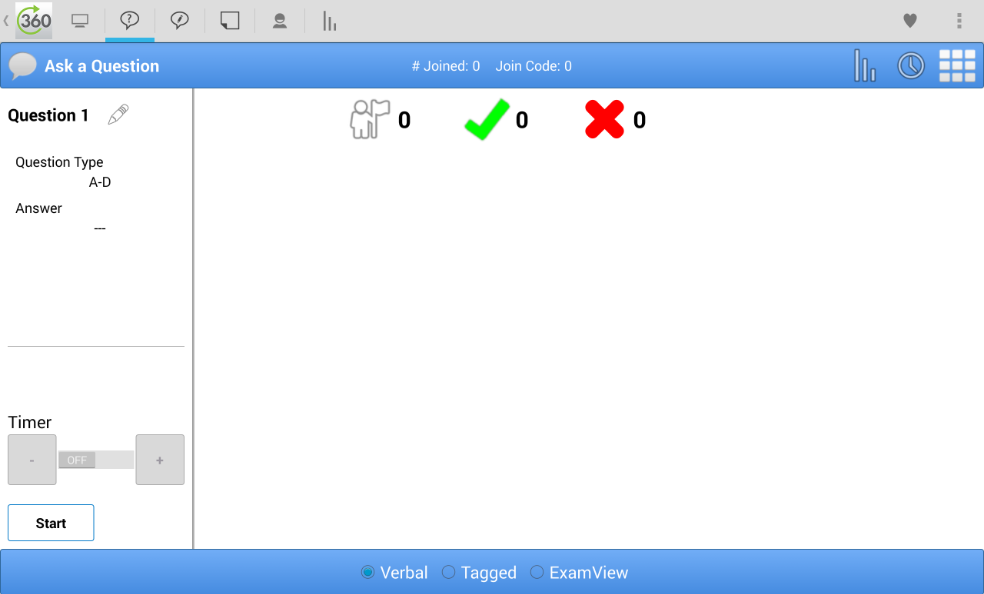 360
Ask a Question
# Joined: 0 Join Code: 0
Question 1
0 0 0
Question Type
A-D
Answer
---
Timer
- OFF +
Start
Verbal Tagged ExamView